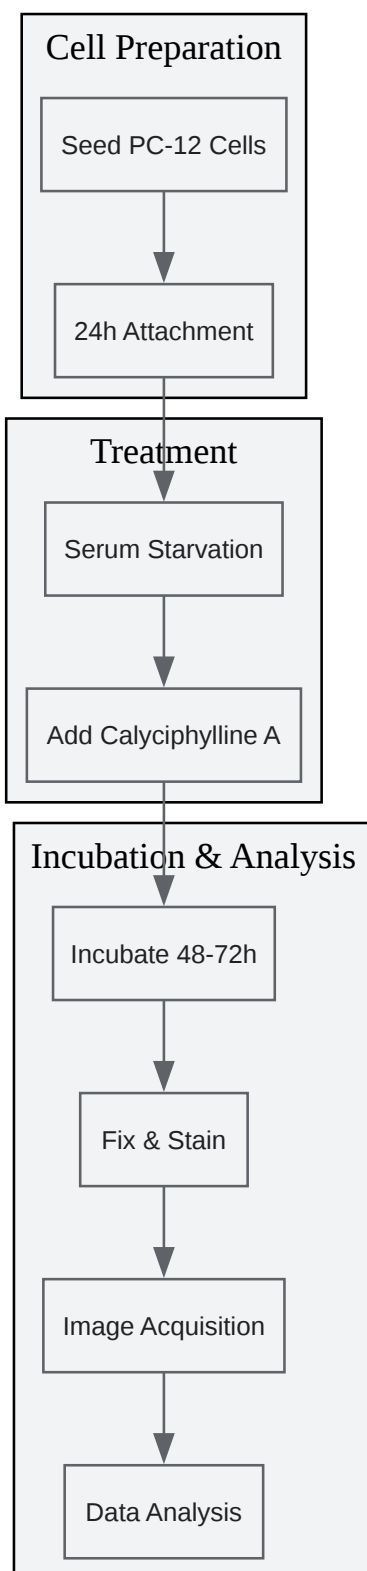 Cell Preparation
Seed PC-12 Cells
24h Attachment
Treatment
Serum Starvation
Add Calyciphylline A
Incubation & Analysis
Incubate 48-72h
Fix & Stain
Image Acquisition
Data Analysis